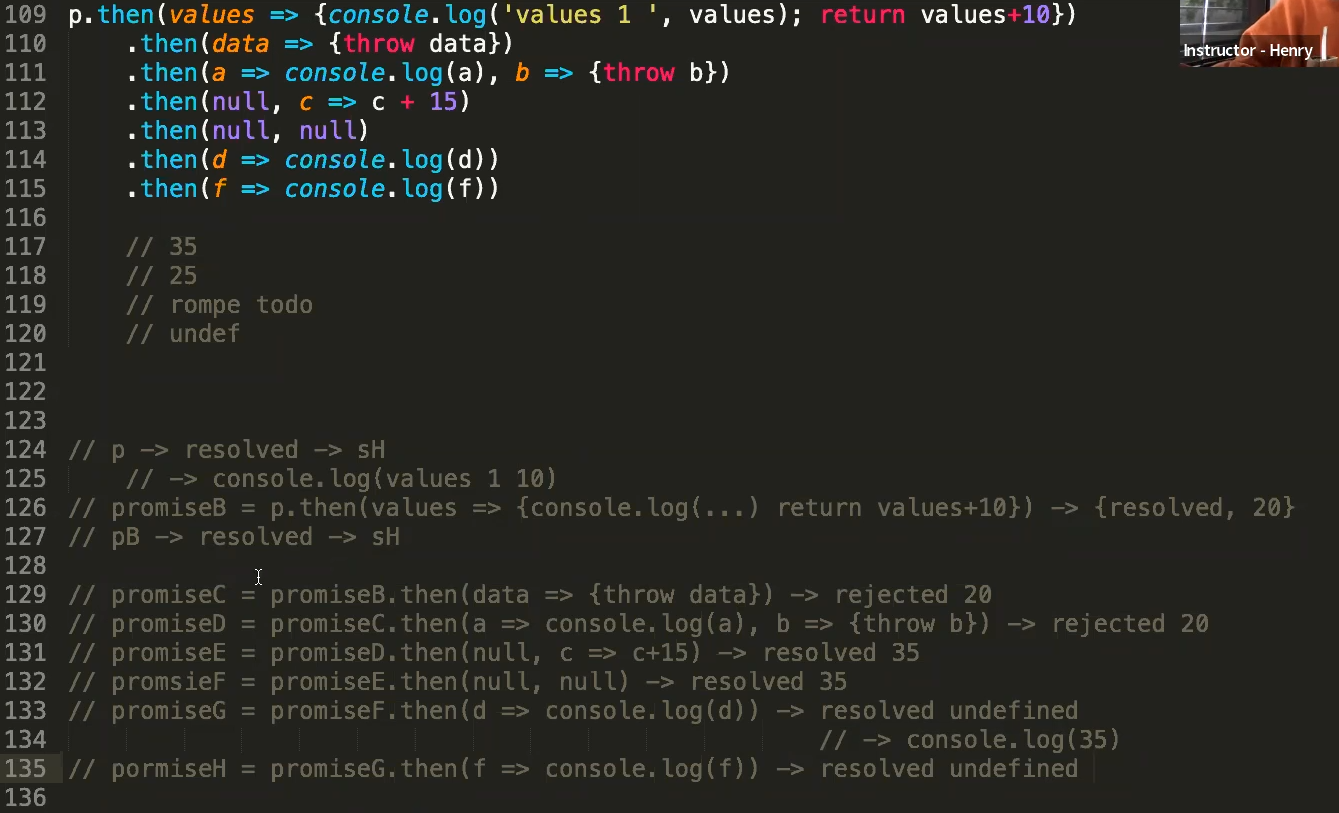 109 p.then(values => {console.log('values 1 ', values); return values+10})
Instructor - Henry
110     .then(data => {throw data})
111     .then(a => console.log(a), b => {throw b})
112     .then(null, c => c + 15)
113     .then(null, null)
114     .then(d => console.log(d))
115     .then(f => console.log(f))
116
117     // 35
118     // 25
119     // rompe todo
120     // undef
121
122
123
124 // p -> resolved -> sH
125     // -> console.log(values 1 10)
126 // promiseB = p.then(values => {console.log(...) return values+10}) -> {resolved, 20}
127 // pB -> resolved -> sH
128
129 // promiseC = promiseB.then(data => {throw data}) -> rejected 20
130 // promiseD = promiseC.then(a => console.log(a), b => {throw b}) -> rejected 20
131 // promiseE = promiseD.then(null, c => c+15) -> resolved 35
132 // promsieF = promiseE.then(null, null) -> resolved 35
133 // promiseG = promiseF.then(d => console.log(d)) -> resolved undefined
134                                                     // -> console.log(35)
135 // pormiseH = promiseG.then(f => console.log(f)) -> resolved undefined
136